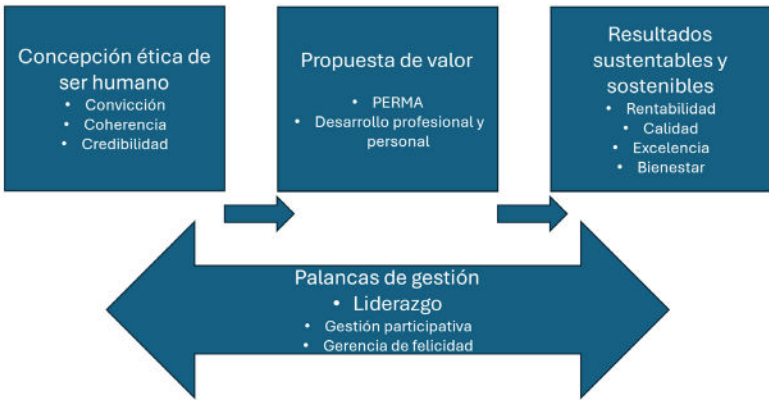 Concepción ética de
ser humano
• Convicción
• Coherencia
• Credibilidad
Propuesta de valor
• PERMA
• Desarrollo profesional y
personal
Resultados
sustentables y
sostenibles
• Rentabilidad
• Calidad
• Excelencia
• Bienestar
Palancas de gestión
• Liderazgo
• Gestión participativa
• Gerencia de felicidad